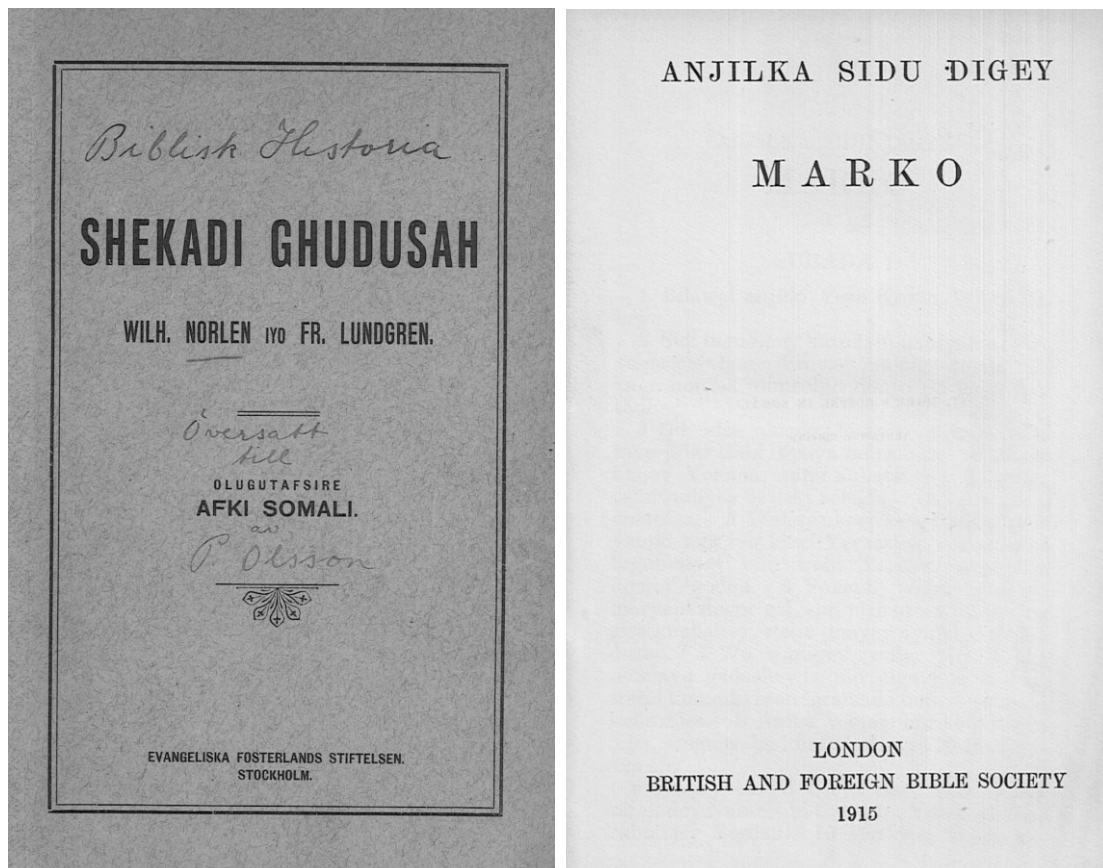 Biblisk Historia
SHEKADI GHUDUSAH
WILH. NORLEN IYO FR. LUNDGREN.
Översatt
till
OLUGUTAFSIRE
AFKI SOMALI.
av
P. Olsson
EVANGELISKA FOSTERLANDS STIFTELSEN.
STOCKHOLM.
ANJILKA SIDU ĐIGEY
MARKO
LONDON
BRITISH AND FOREIGN BIBLE SOCIETY
1915